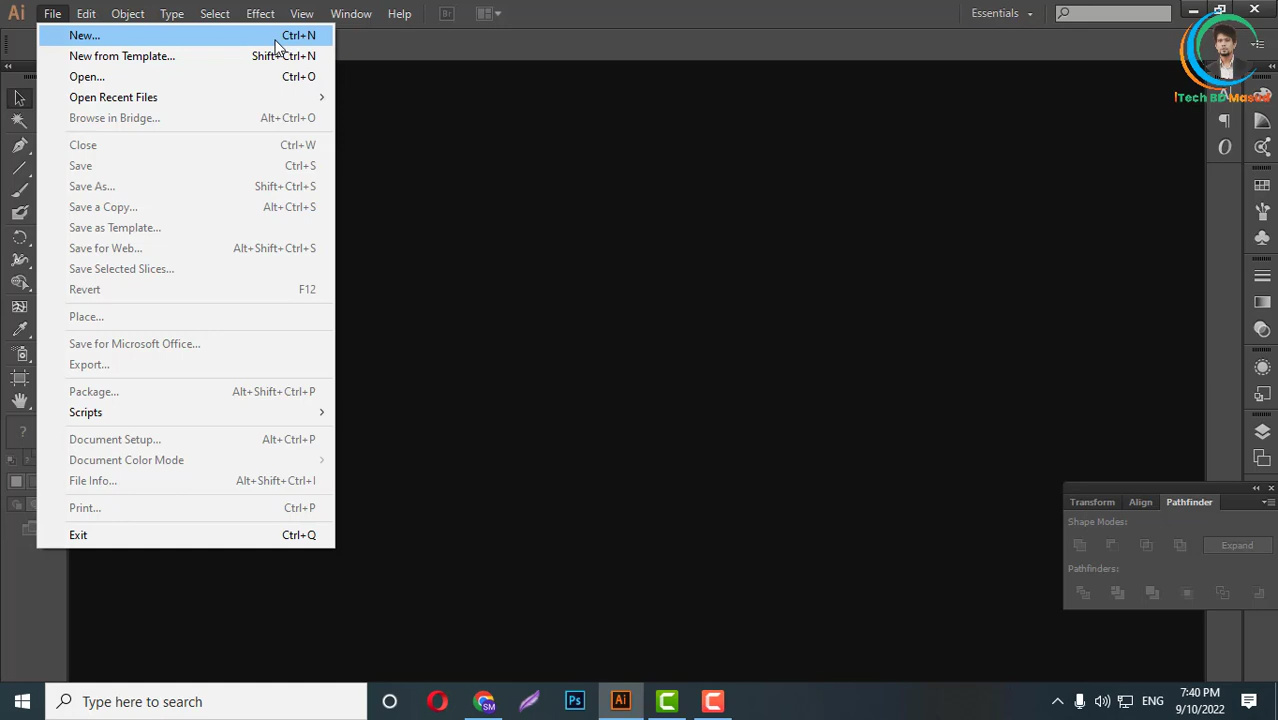 Ai File Edit Object Type Select Effect View Window Help Br Essentials
New... Ctrl+N
New from Template... Shift+Ctrl+N
Open... Ctrl+O
Open Recent Files
Browse in Bridge... Alt+Ctrl+O
Close Ctrl+W
Save Ctrl+S
Save As... Shift+Ctrl+S
Save a Copy... Alt+Ctrl+S
Save as Template...
Save for Web... Alt+Shift+Ctrl+S
Save Selected Slices...
Revert F12
Place...
Save for Microsoft Office...
Export...
Package... Alt+Shift+Ctrl+P
Scripts
Document Setup... Alt+Ctrl+P
Document Color Mode
File Info... Alt+Shift+Ctrl+I
Print... Ctrl+P
Exit Ctrl+Q
ITech BD Masud
Transform Align Pathfinder
Shape Modes:
Expand
Pathfinders:
Type here to search
SM
Ps
Ai
ENG
7:40 PM
9/10/2022